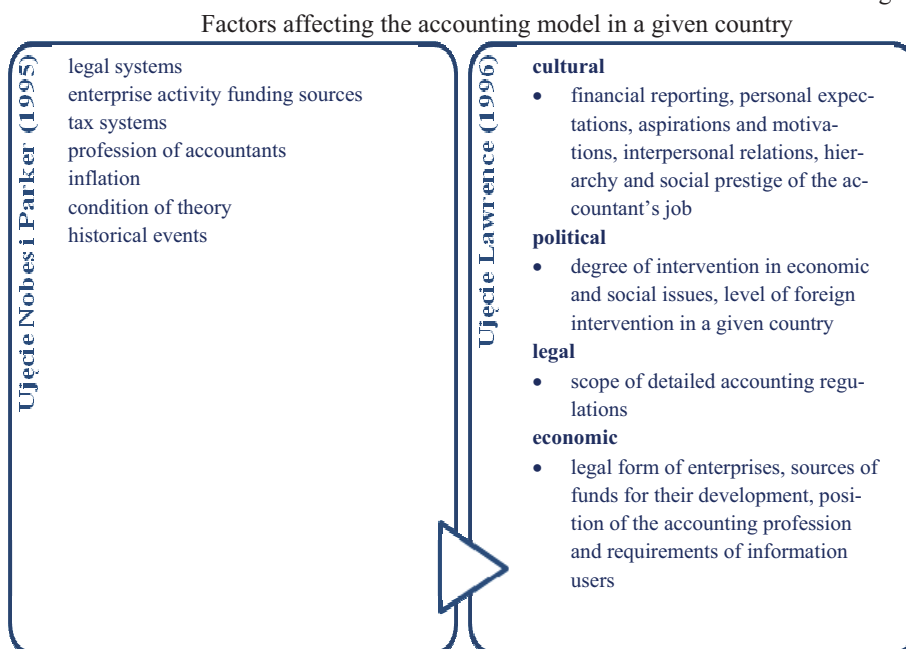 Factors affecting the accounting model in a given country
Ujęcie Nobes i Parker (1995)
legal systems
enterprise activity funding sources
tax systems
profession of accountants
inflation
condition of theory
historical events
Ujęcie Lawrence (1996)
cultural
• financial reporting, personal expec-
tations, aspirations and motiva-
tions, interpersonal relations, hier-
archy and social prestige of the ac-
countant's job
political
• degree of intervention in economic
and social issues, level of foreign
intervention in a given country
legal
• scope of detailed accounting regu-
lations
economic
• legal form of enterprises, sources of
funds for their development, posi-
tion of the accounting profession
and requirements of information
users